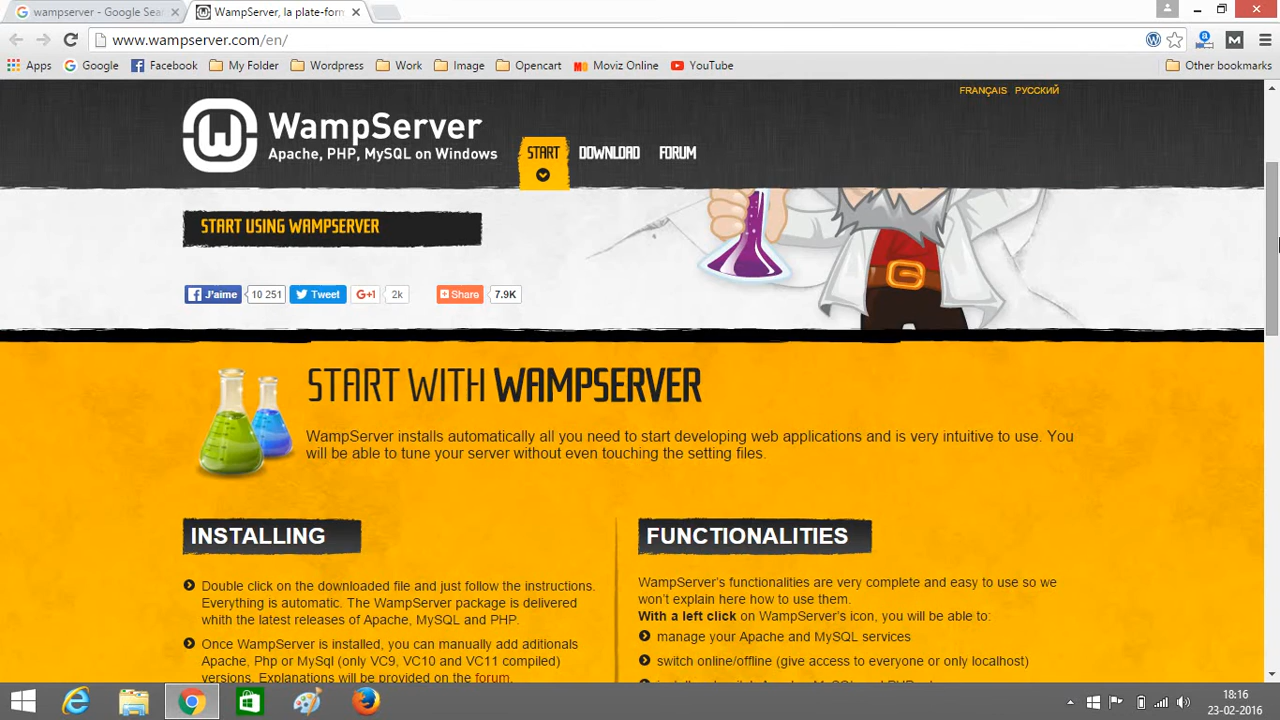 wampserver - Google Sea
WampServer, la plate-for
www.wampserver.com/en/
Apps
Google
Facebook
My Folder
Wordpress
Work
Image
Opencart
Moviz Online
YouTube
Other bookmarks
FRANÇAIS РУССКИЙ
WampServer
Apache, PHP, MySQL on Windows
START
DOWNLOAD
FORUM
START USING WAMPSERVER
J'aime 10 251
Tweet
G+1 2k
Share 7.9K
START WITH WAMPSERVER
WampServer installs automatically all you need to start developing web applications and is very intuitive to use. You
will be able to tune your server without even touching the setting files.
INSTALLING
Double click on the downloaded file and just follow the instructions.
Everything is automatic. The WampServer package is delivered
whith the latest releases of Apache, MySQL and PHP.
Once WampServer is installed, you can manually add aditionals
Apache, Php or MySql (only VC9, VC10 and VC11 compiled)
versions. Explanations will be provided on the forum.
FUNCTIONALITIES
WampServer's functionalities are very complete and easy to use so we
won't explain here how to use them.
With a left click on WampServer's icon, you will be able to:
manage your Apache and MySQL services
switch online/offline (give access to everyone or only localhost)
18:16
23-02-2016